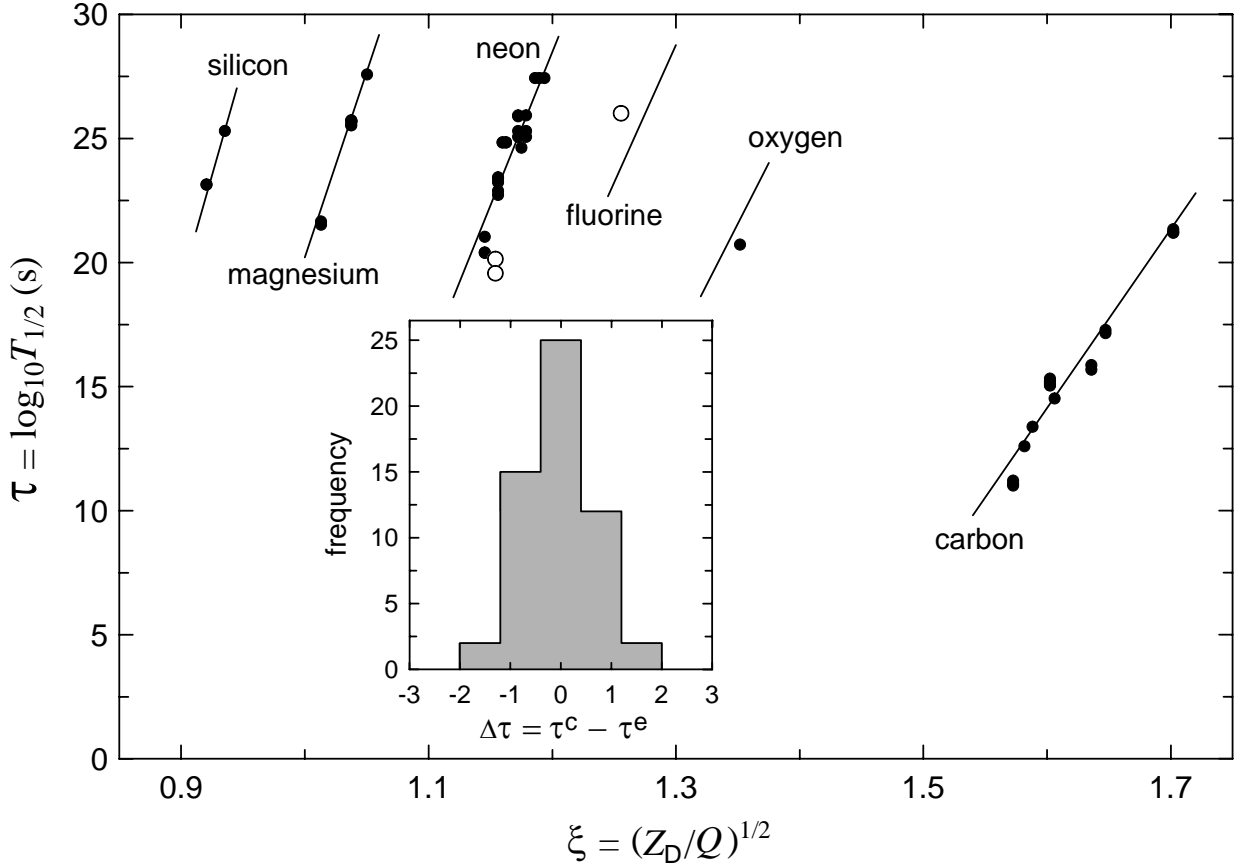 30
25
20
15
10
5
0
τ = log₁₀T₁/₂ (s)
silicon
magnesium
neon
fluorine
oxygen
carbon
25
20
15
10
5
0
frequency
-3 -2 -1 0 1 2 3
Δτ = τᶜ − τᵉ
0.9 1.1 1.3 1.5 1.7
ξ = (Z_D/Q)^1/2